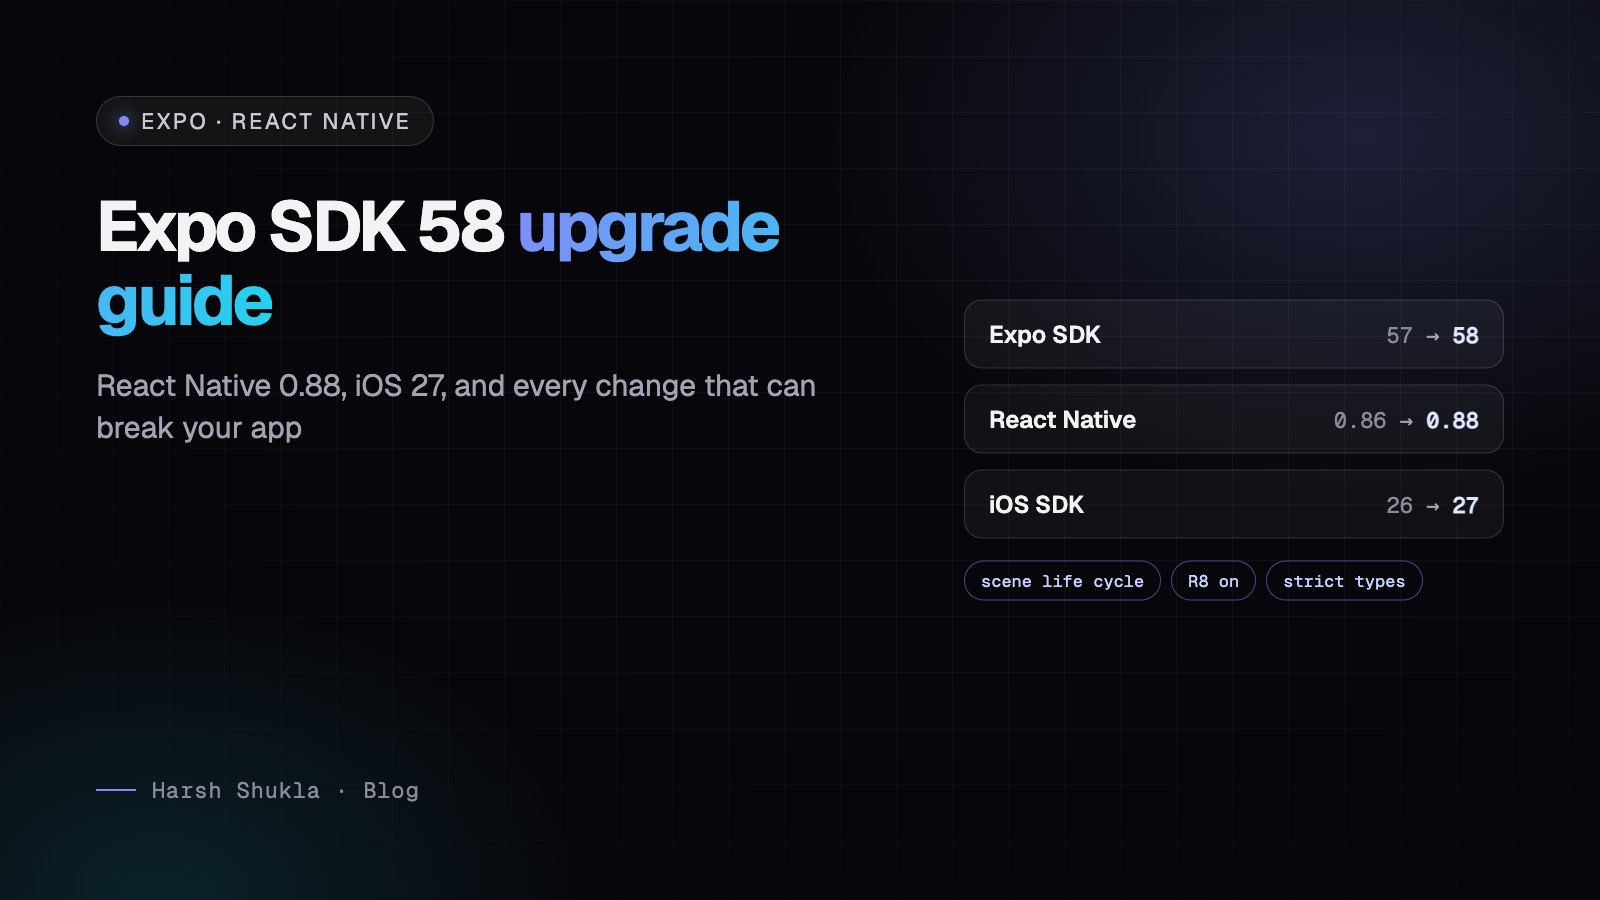 EXPO · REACT NATIVE
Expo SDK 58 upgrade
guide
React Native 0.88, iOS 27, and every change that can
break your app
Expo SDK 57 → 58
React Native 0.86 → 0.88
iOS SDK 26 → 27
scene life cycle R8 on strict types
Harsh Shukla · Blog